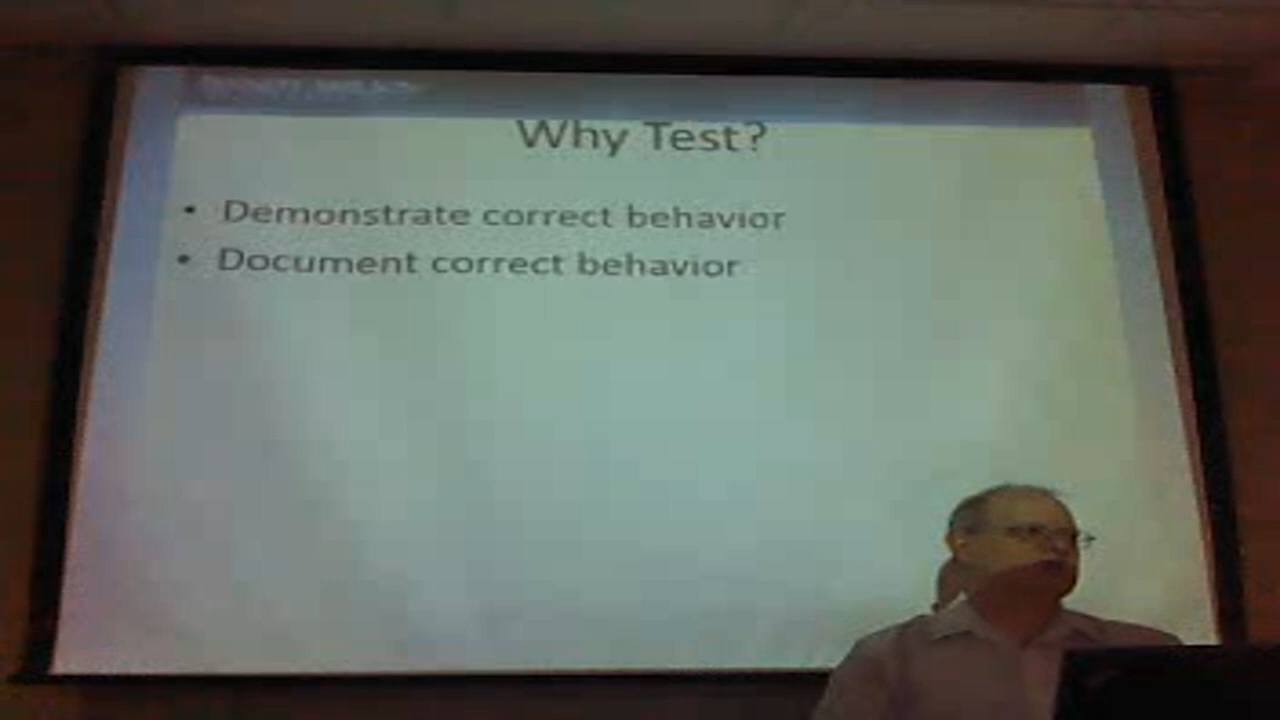 Why Test?
• Demonstrate correct behavior
• Document correct behavior